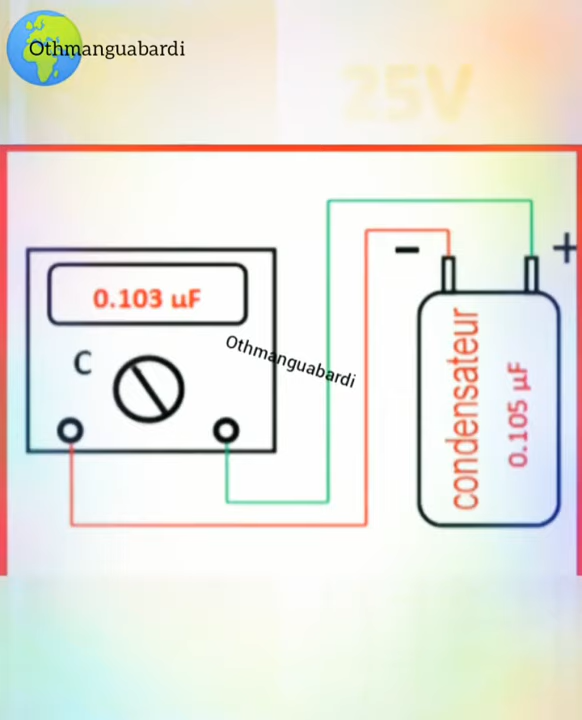 Othmanguabardi
25V
0.103 uF
C
Othmanguabardi
-
+
condensateur
0.105 µF